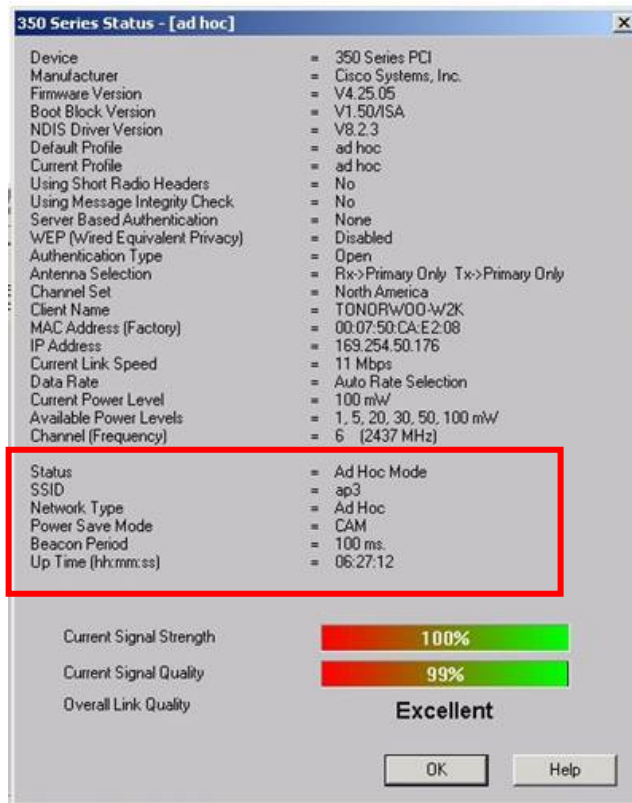 350 Series Status - [ad hoc]
Device = 350 Series PCI
Manufacturer = Cisco Systems, Inc.
Firmware Version = V4.25.05
Boot Block Version = V1.50/ISA
NDIS Driver Version = V8.2.3
Default Profile = ad hoc
Current Profile = ad hoc
Using Short Radio Headers = No
Using Message Integrity Check = No
Server Based Authentication = None
WEP (Wired Equivalent Privacy) = Disabled
Authentication Type = Open
Antenna Selection = Rx->Primary Only Tx->Primary Only
Channel Set = North America
Client Name = TONORWOO-W2K
MAC Address (Factory) = 00:07:50:CA:E2:08
IP Address = 169.254.50.176
Current Link Speed = 11 Mbps
Data Rate = Auto Rate Selection
Current Power Level = 100 mW
Available Power Levels = 1, 5, 20, 30, 50, 100 mW
Channel (Frequency) = 6 (2437 MHz)
Status = Ad Hoc Mode
SSID = ap3
Network Type = Ad Hoc
Power Save Mode = CAM
Beacon Period = 100 ms.
Up Time (hh:mm:ss) = 06:27:12
Current Signal Strength 100%
Current Signal Quality 99%
Overall Link Quality Excellent
OK Help